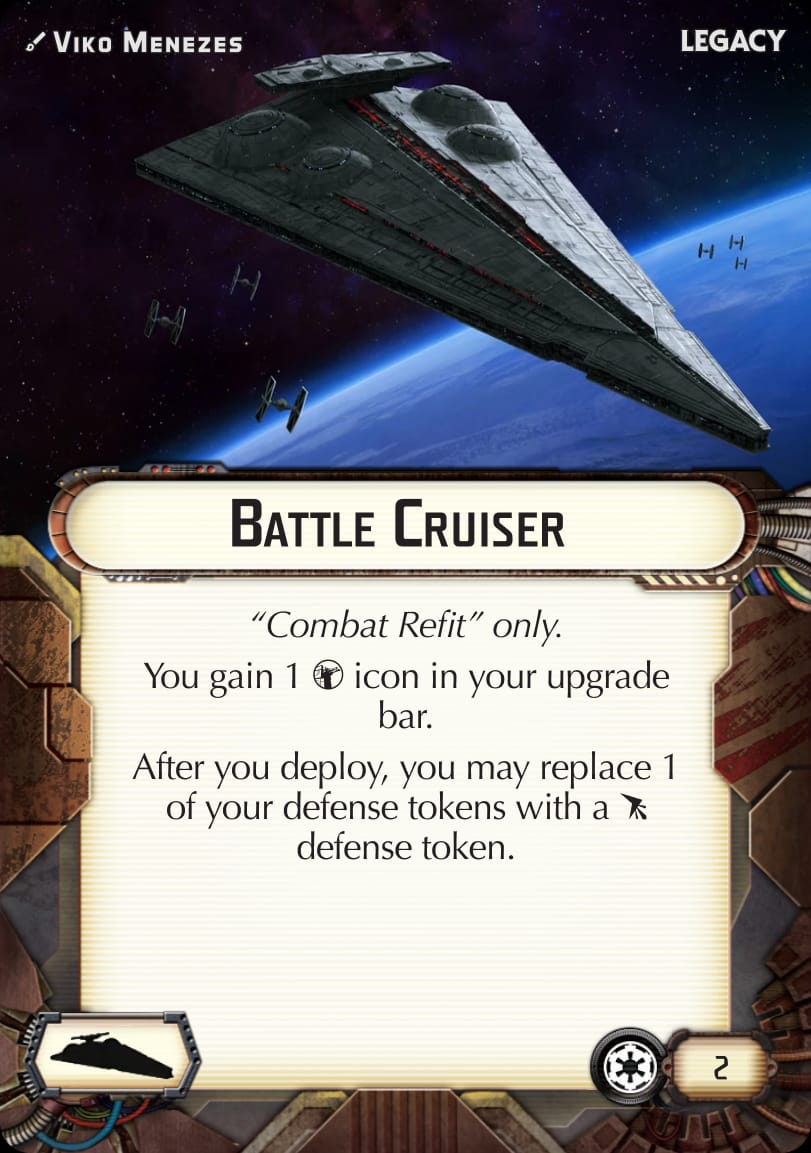 Viko Menezes
LEGACY
Battle Cruiser
“Combat Refit” only.
You gain 1 icon in your upgrade
bar.
After you deploy, you may replace 1
of your defense tokens with a
defense token.
2